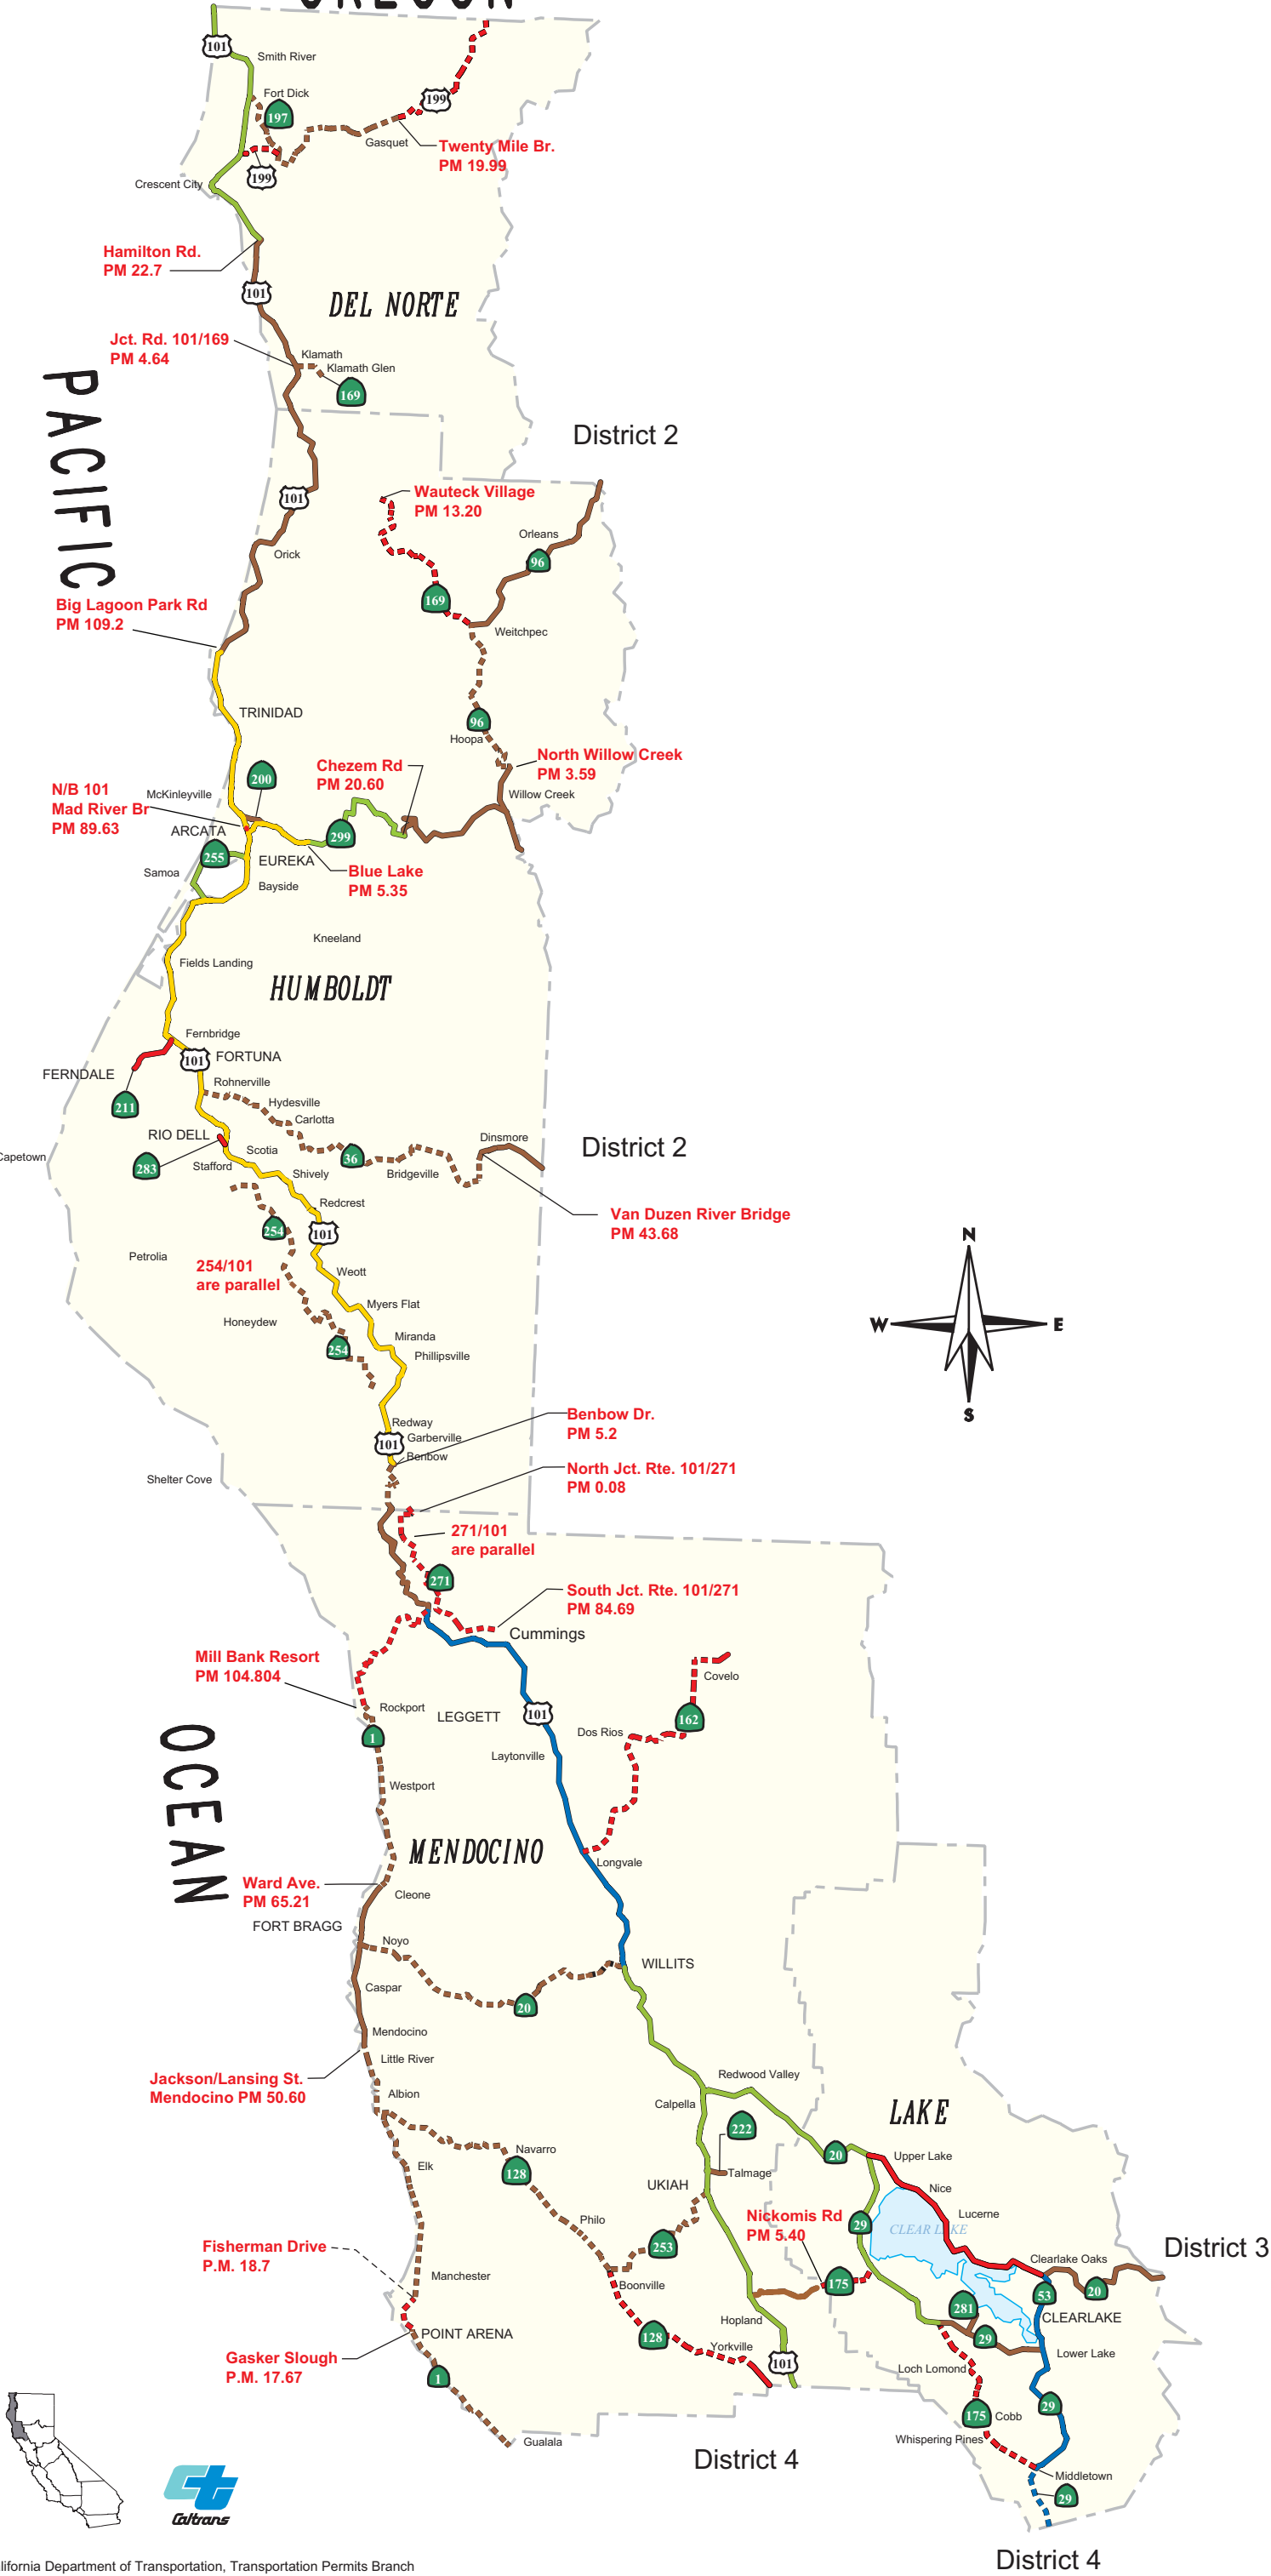 OREGON
101
Smith River
Fort Dick
197
199
Gasquet
Twenty Mile Br.
PM 19.99
199
Crescent City
Hamilton Rd.
PM 22.7
101
DEL NORTE
Jct. Rd. 101/169
PM 4.64
Klamath
Klamath Glen
169
PACIFIC
District 2
Wauteck Village
PM 13.20
101
Orleans
96
Orick
169
Big Lagoon Park Rd
PM 109.2
Weitchpec
TRINIDAD
96
Hoopa
North Willow Creek
PM 3.59
Chezem Rd
PM 20.60
200
N/B 101
Mad River Br
PM 89.63
McKinleyville
Willow Creek
ARCATA
299
255
EUREKA
Samoa
Blue Lake
PM 5.35
Bayside
Kneeland
Fields Landing
HUMBOLDT
Fernbridge
101
FORTUNA
FERNDALE
Rohnerville
211
Hydesville
Carlotta
RIO DELL
283
Scotia
Stafford
36
Dinsmore
District 2
Capetown
Shively
Bridgeville
Redcrest
Van Duzen River Bridge
PM 43.68
254
101
Petrolia
254/101
are parallel
Weott
N
W
E
S
Myers Flat
Honeydew
Miranda
254
Phillipsville
Redway
Benbow Dr.
PM 5.2
101
Garberville
Benbow
Shelter Cove
North Jct. Rte. 101/271
PM 0.08
271/101
are parallel
271
South Jct. Rte. 101/271
PM 84.69
Cummings
Mill Bank Resort
PM 104.804
Covelo
Rockport
LEGGETT
101
162
OCEAN
1
Dos Rios
Laytonville
Westport
MENDOCINO
Longvale
Ward Ave.
PM 65.21
Cleone
FORT BRAGG
Noyo
WILLITS
Caspar
20
Mendocino
Little River
Jackson/Lansing St.
Mendocino PM 50.60
Albion
Redwood Valley
Calpella
LAKE
222
Navarro
20
Upper Lake
Elk
128
Talmage
UKIAH
Nice
Nickomis Rd
PM 5.40
Lucerne
Philo
29
CLEAR LAKE
Fisherman Drive
P.M. 18.7
253
District 3
Clearlake Oaks
Manchester
Boonville
175
53
20
281
CLEARLAKE
Hopland
POINT ARENA
128
29
Yorkville
101
Lower Lake
Gasker Slough
P.M. 17.67
Loch Lomond
1
29
175
Cobb
Gualala
Whispering Pines
District 4
Middletown
29
Caltrans
District 4
lifornia Department of Transportation, Transportation Permits Branch